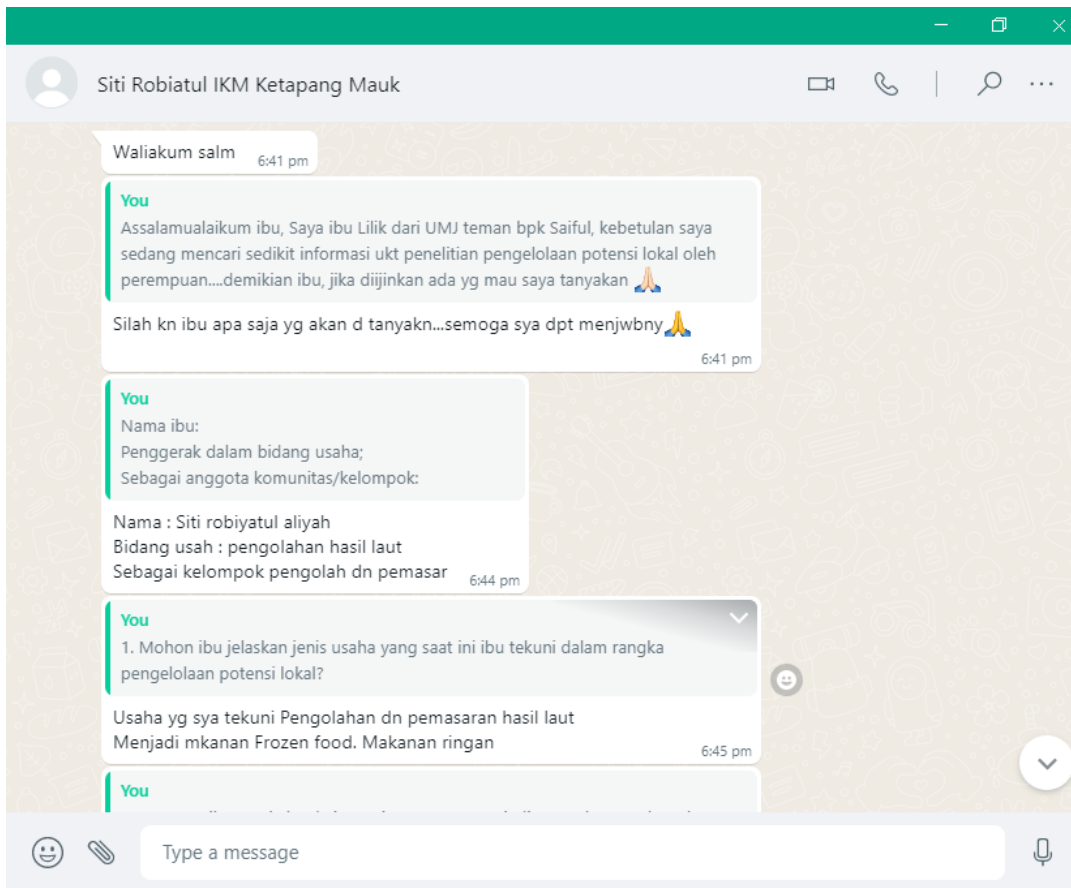 Siti Robiatul IKM Ketapang Mauk
Waliakum salm 6:41 pm
You
Assalamualaikum ibu, Saya ibu Lilik dari UMJ teman bpk Saiful, kebetulan saya
sedang mencari sedikit informasi ukt penelitian pengelolaan potensi lokal oleh
perempuan....demikian ibu, jika diijinkan ada yg mau saya tanyakan 🙏🏻
Silah kn ibu apa saja yg akan d tanyakn...semoga sya dpt menjwbny🙏
6:41 pm
You
Nama ibu:
Penggerak dalam bidang usaha;
Sebagai anggota komunitas/kelompok:
Nama : Siti robiyatul aliyah
Bidang usah : pengolahan hasil laut
Sebagai kelompok pengolah dn pemasar 6:44 pm
You
1. Mohon ibu jelaskan jenis usaha yang saat ini ibu tekuni dalam rangka
pengelolaan potensi lokal?
Usaha yg sya tekuni Pengolahan dn pemasaran hasil laut
Menjadi mkanan Frozen food. Makanan ringan 6:45 pm
You
Type a message